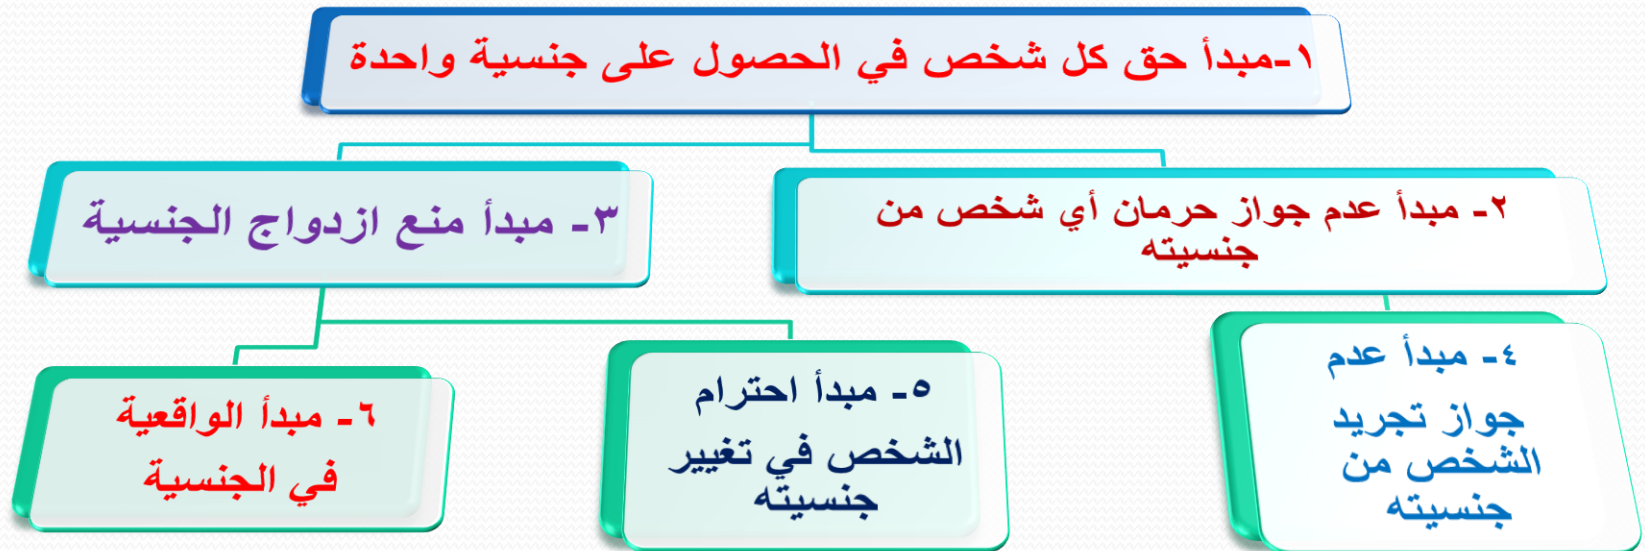 ١-مبدأ حق كل شخص في الحصول على جنسية واحدة
٢- مبدأ عدم جواز حرمان أي شخص من
جنسيته
٣- مبدأ منع ازدواج الجنسية
٤- مبدأ عدم
جواز تجريد
الشخص من
جنسيته
٥- مبدأ احترام
الشخص في تغيير
جنسيته
٦- مبدأ الواقعية
في الجنسية